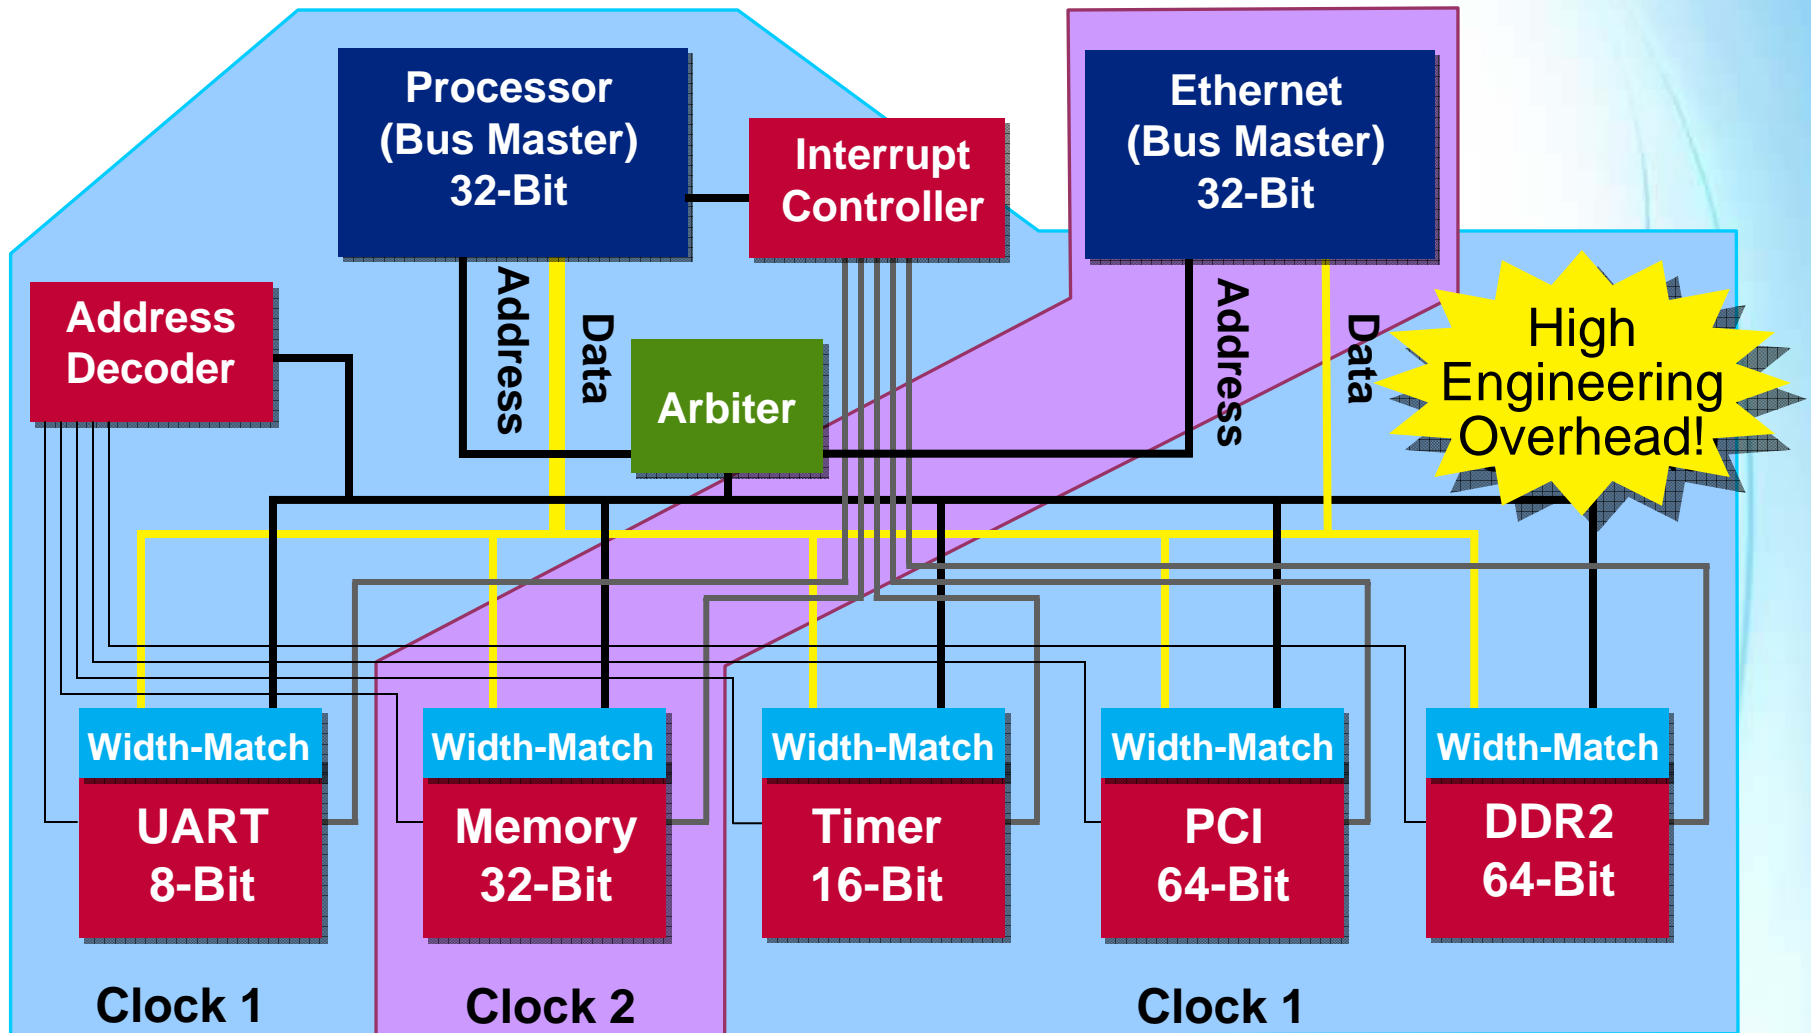 Processor
(Bus Master)
32-Bit
Interrupt
Controller
Ethernet
(Bus Master)
32-Bit
Address
Decoder
Address
Data
Arbiter
Address
Data
High
Engineering
Overhead!
Width-Match
UART
8-Bit
Width-Match
Memory
32-Bit
Width-Match
Timer
16-Bit
Width-Match
PCI
64-Bit
Width-Match
DDR2
64-Bit
Clock 1
Clock 2
Clock 1